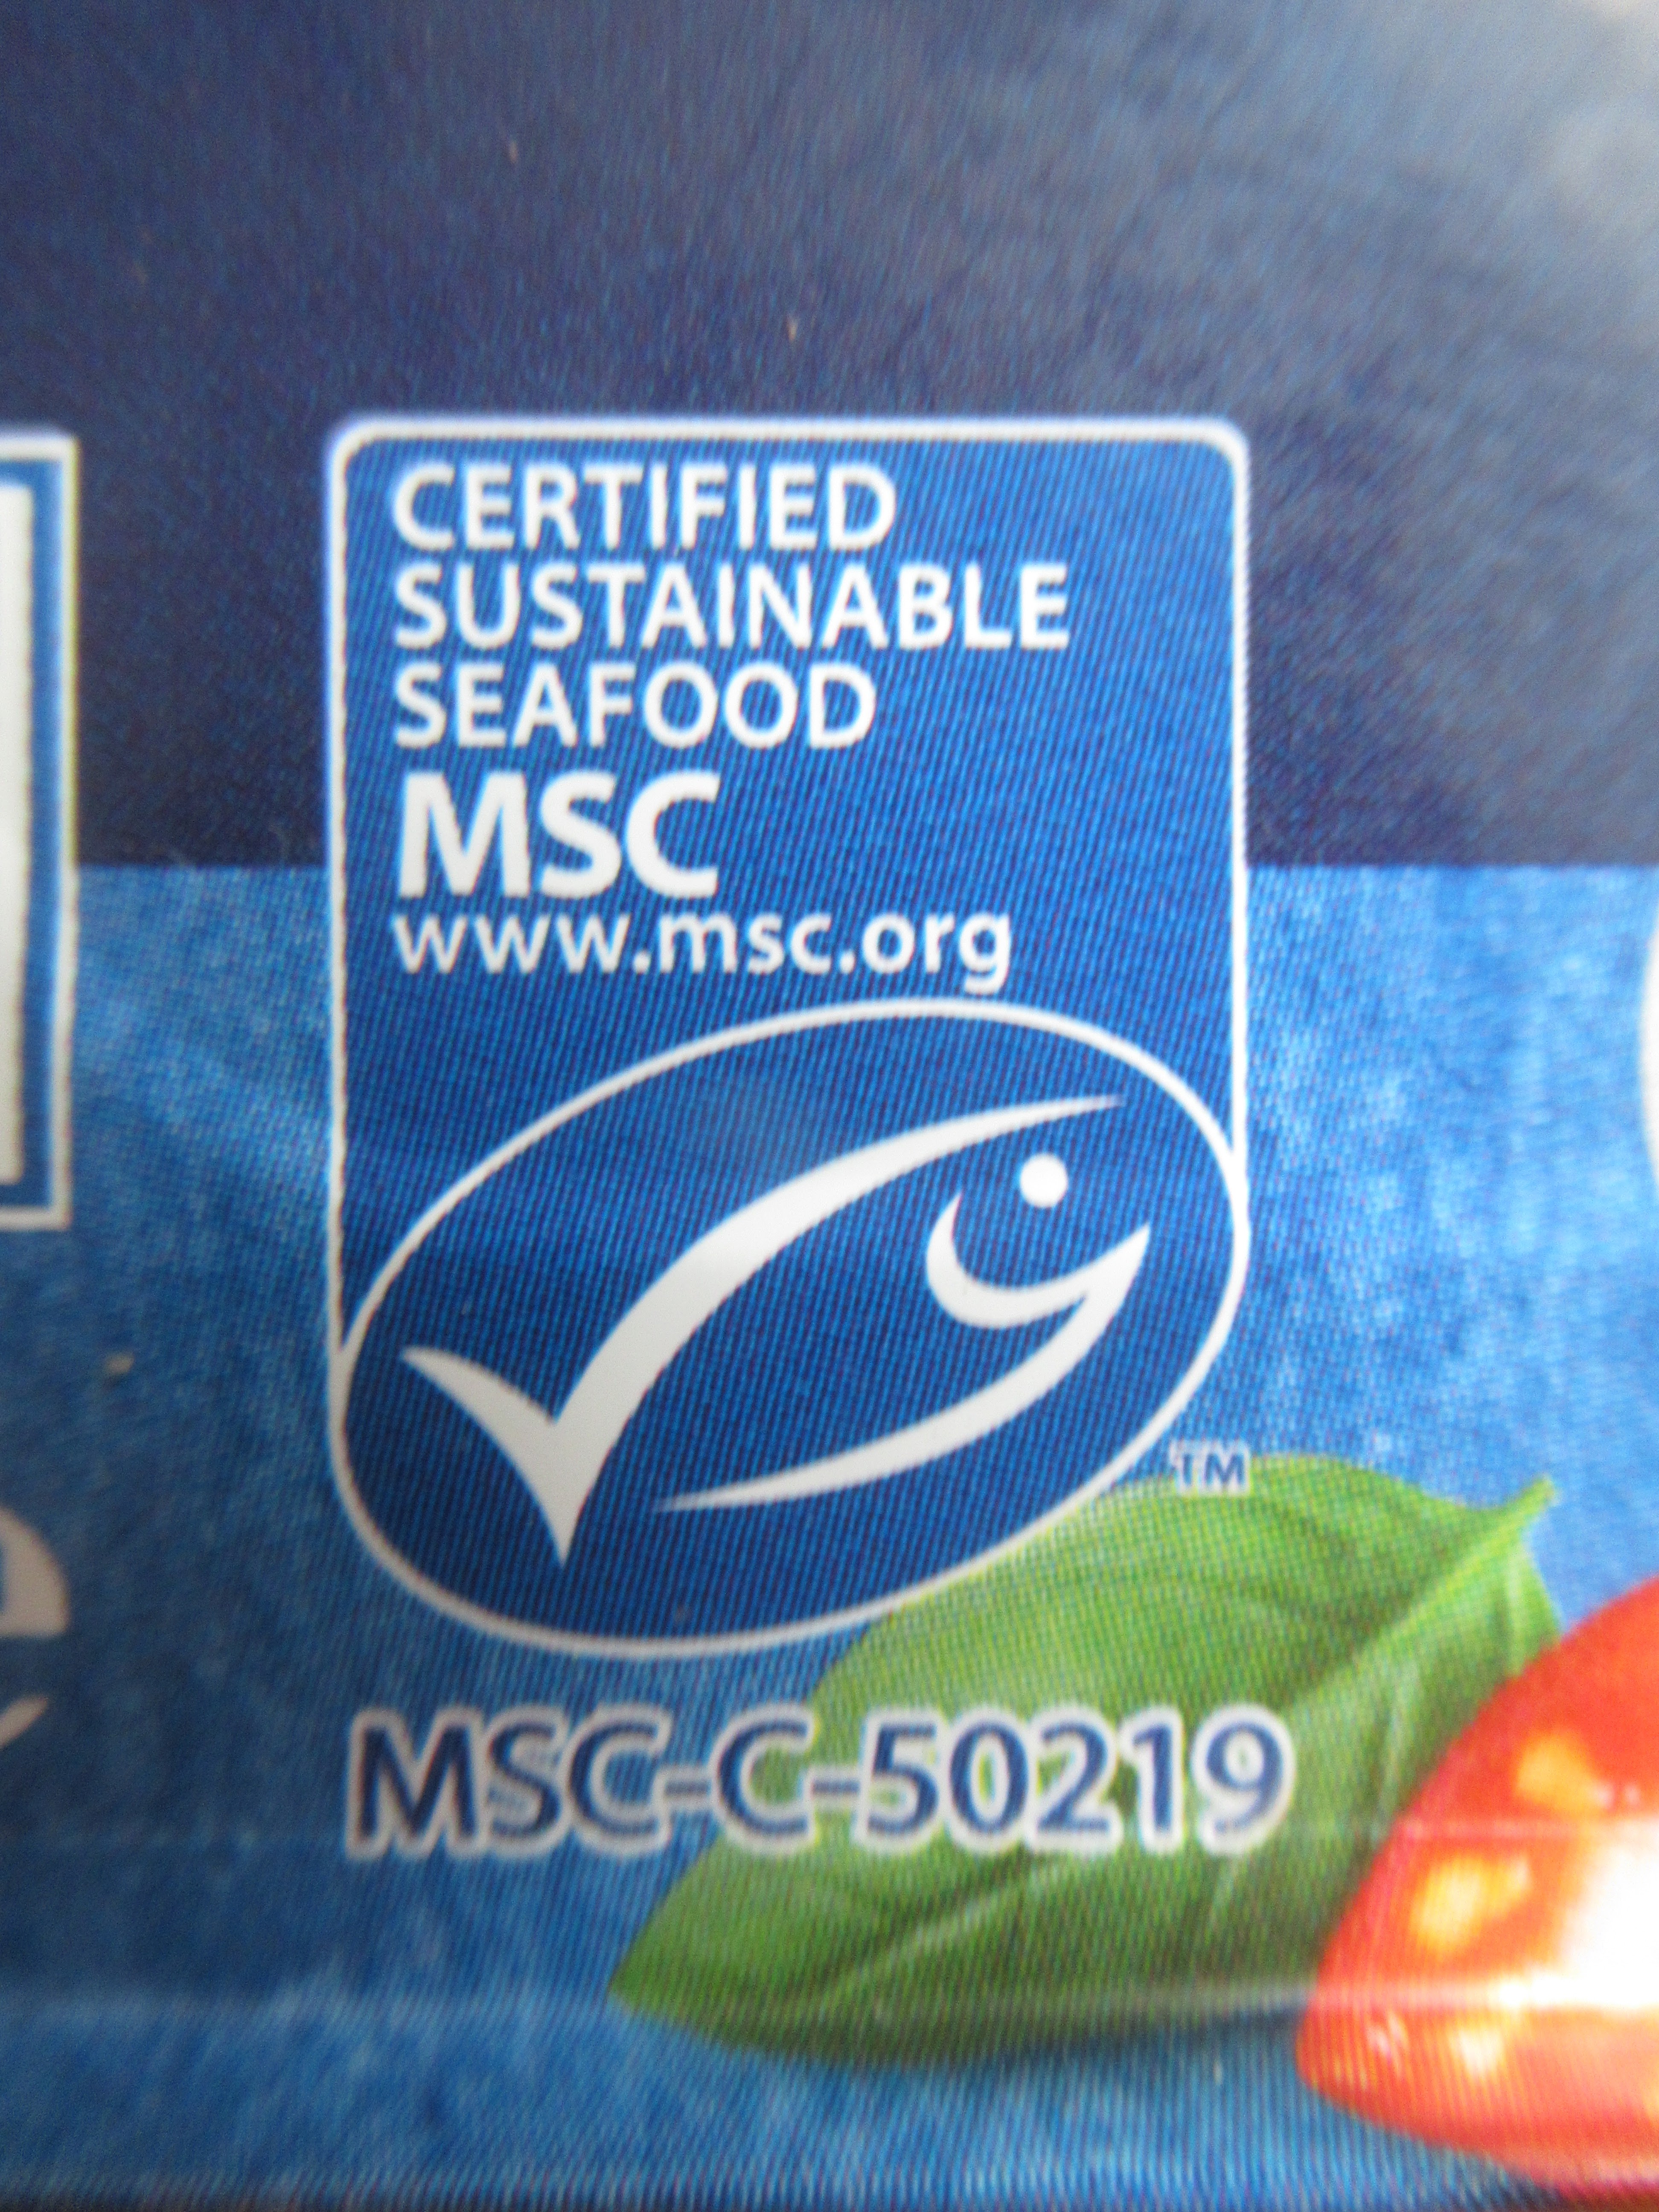 CERTIFIED
SUSTAINABLE
SEAFOOD
MSC
www.msc.org
TM
MSC-C-50219